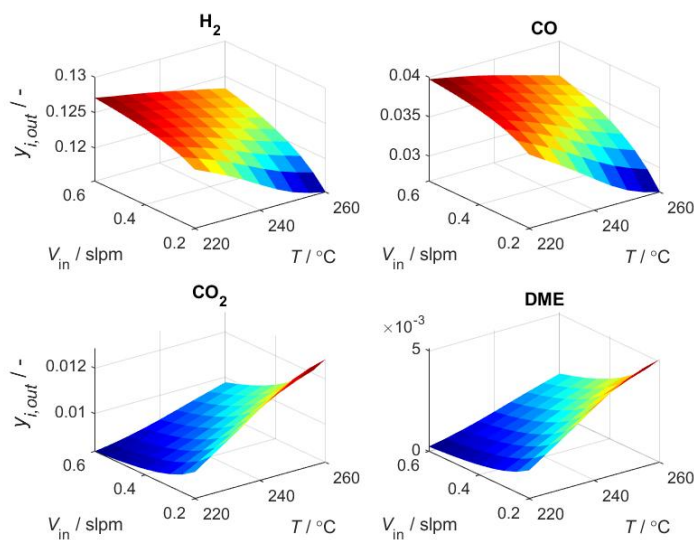 H2
CO
yi,out / -
0.13
0.125
0.12
0.6
0.4
0.2
220
240
260
Vin / slpm
T / °C
0.04
0.035
0.03
0.6
0.4
0.2
220
240
260
Vin / slpm
T / °C
CO2
DME
yi,out / -
0.012
0.01
0.6
0.4
0.2
220
240
260
Vin / slpm
T / °C
×10-3
5
0
0.6
0.4
0.2
220
240
260
Vin / slpm
T / °C